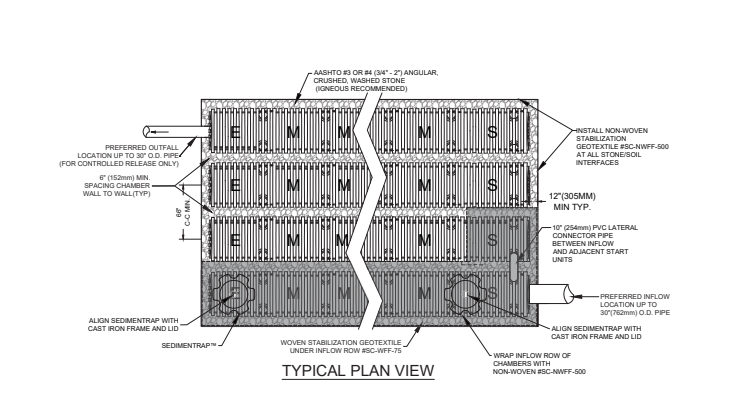 AASHTO #3 OR #4 (3/4" - 2") ANGULAR,
CRUSHED, WASHED STONE
(IGNEOUS RECOMMENDED)
E M M S
INSTALL NON-WOVEN
STABILIZATION
GEOTEXTILE #SC-NWFF-500
AT ALL STONE/SOIL
INTERFACES
PREFERRED OUTFALL
LOCATION UP TO 30" O.D. PIPE
(FOR CONTROLLED RELEASE ONLY)
6" (152mm) MIN.
SPACING CHAMBER
WALL TO WALL(TYP)
E M M S
12"(305MM)
MIN TYP.
66"
C-C MIN.
E M M S
10" (254mm) PVC LATERAL
CONNECTOR PIPE
BETWEEN INFLOW
AND ADJACENT START
UNITS
E M M M S
PREFERRED INFLOW
LOCATION UP TO
30"(762mm) O.D. PIPE
ALIGN SEDIMENTRAP WITH
CAST IRON FRAME AND LID
SEDIMENTRAP™
WOVEN STABILIZATION GEOTEXTILE
UNDER INFLOW ROW #SC-WFF-75
ALIGN SEDIMENTRAP WITH
CAST IRON FRAME AND LID
WRAP INFLOW ROW OF
CHAMBERS WITH
NON-WOVEN #SC-NWFF-500
TYPICAL PLAN VIEW